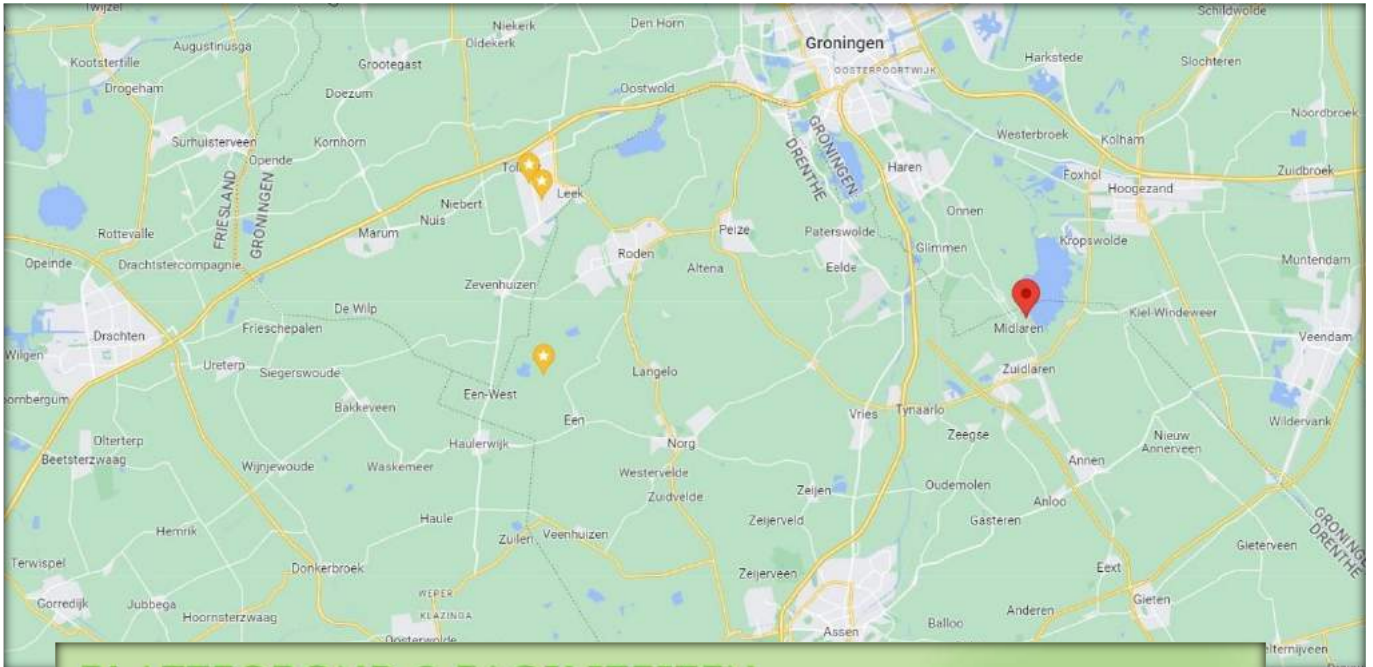 Twijzel
Niekerk
Den Horn
Schildwolde
Augustinusga
Oldekerk
Groningen
Kootstertille
Grootegast
OOSTERPOORTWIJK
Harkstede
Slochteren
Drogeham
Doezum
Oostwold
Noordbroek
Surhuisterveen
Kornhorn
GRONINGEN
DRENTHE
Westerbroek
Kolham
Opende
Leek
Haren
Foxhol
Zuidbroek
Hoogezand
FRIESLAND
GRONINGEN
Niebert
Nuis
Marum
Onnen
Rottevalle
Peize
Paterswolde
Glimmen
Kropswolde
Opeinde
Drachtstercompagnie
Roden
Altena
Eelde
Muntendam
Zevenhuizen
De Wilp
Midlaren
Kiel-Windeweer
Drachten
Frieschepalen
Veendam
Wilgen
Ureterp
Siegerswoude
Langelo
Zuidlaren
Een-West
Bakkeveen
Een
Vries
Tynaarlo
Wildervank
Olterterp
Haulerwijk
Norg
Zeegse
Nieuw
Annerveen
Beetsterzwaag
Wijnjewoude
Waskemeer
Westervelde
Annen
Zuidvelde
Zeijen
Oudemolen
Anloo
Haule
Zeijerveld
Gasteren
Hemrik
Veenhuizen
Gieterveen
GRONINGEN
DRENTHE
Terwispel
Donkerbroek
Zeijerveen
Eext
WEPER
Gorredijk
Jubbega
Hoornsterzwaag
KLAZINGA
Gieten
Anderen
Balloo
Assen
Oosterwolde